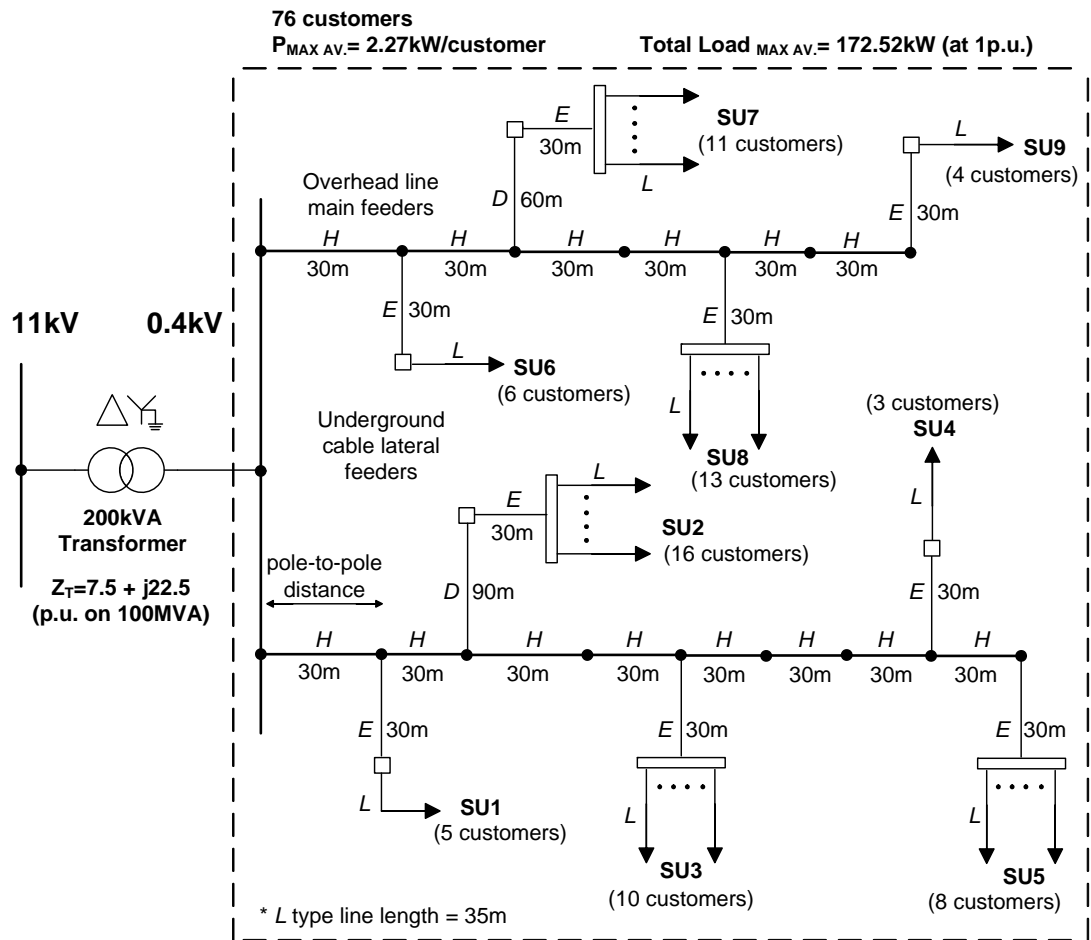 76 customers
P MAX AV.= 2.27kW/customer
Total Load MAX AV.= 172.52kW (at 1p.u.)
E
30m
SU7
(11 customers)
L
D
60m
L
SU9
(4 customers)
E
30m
Overhead line
main feeders
H
30m
H
30m
H
30m
H
30m
H
30m
H
30m
E
30m
L
SU6
(6 customers)
E
30m
L
SU8
(13 customers)
11kV
0.4kV
200kVA
Transformer
ZT=7.5 + j22.5
(p.u. on 100MVA)
Underground
cable lateral
feeders
(3 customers)
SU4
L
E
30m
E
30m
L
SU2
(16 customers)
D
90m
pole-to-pole
distance
H
30m
H
30m
H
30m
H
30m
H
30m
H
30m
H
30m
H
30m
E
30m
L
SU1
(5 customers)
E
30m
L
SU3
(10 customers)
E
30m
L
SU5
(8 customers)
* L type line length = 35m